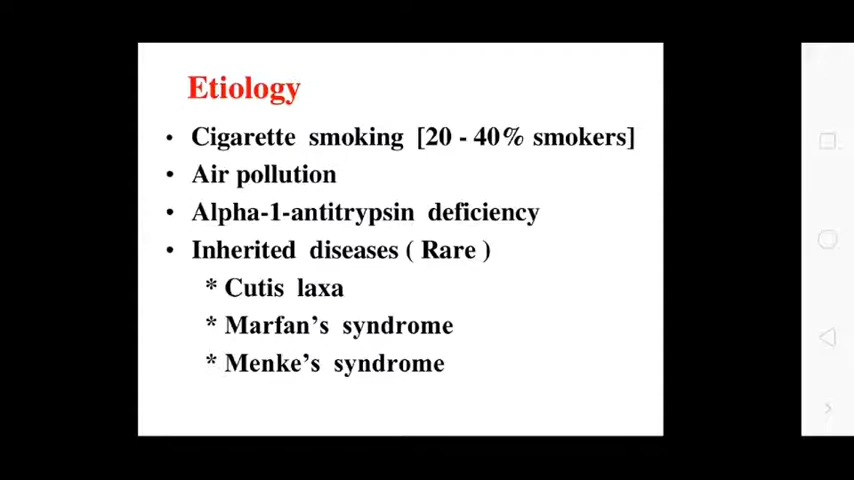 Etiology
• Cigarette smoking [20 - 40% smokers]
• Air pollution
• Alpha-1-antitrypsin deficiency
• Inherited diseases ( Rare )
* Cutis laxa
* Marfan's syndrome
* Menke's syndrome